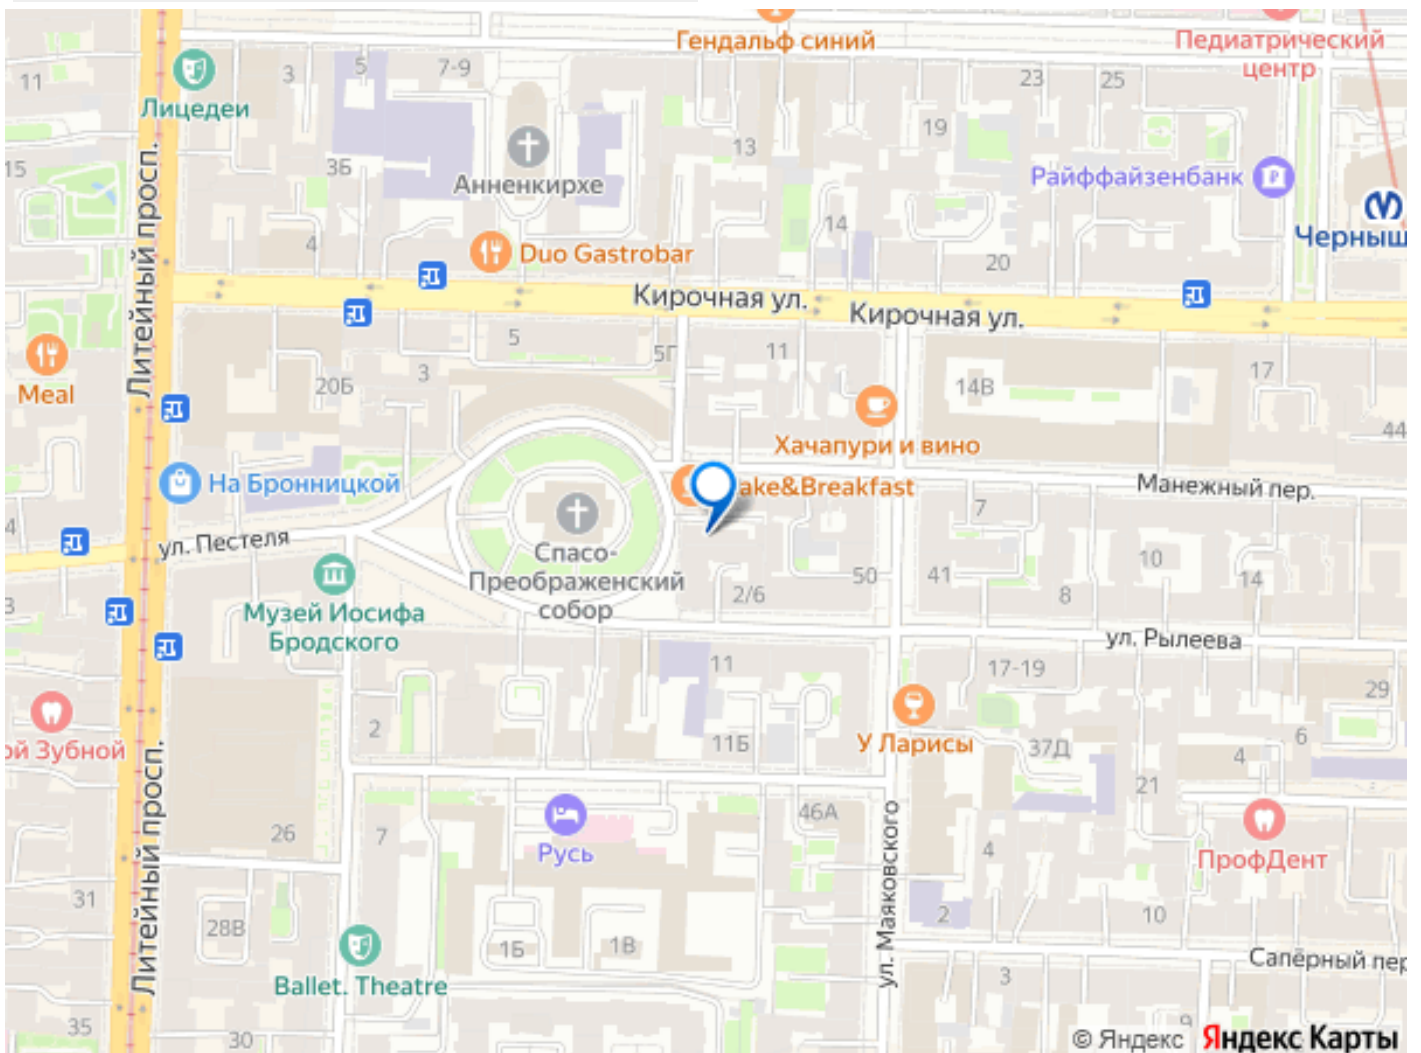 Гендальф синий
Педиатрический
центр
11
3
5
7-9
23
25
Лицедеи
19
13
15
3Б
Анненкирхе
Райффайзенбанк
Литейный просп.
4
Duo Gastrobar
14
20
Черныш
Кирочная ул.
Кирочная ул.
5
5Г
11
17
Meal
20Б
3
14В
44
Хачапури и вино
На Бронницкой
ake&Breakfast
Манежный пер.
7
4
ул. Пестеля
Спасо-
Преображенский
собор
50
41
10
14
3
2/6
8
Музей Иосифа
Бродского
ул. Рылеева
11
17-19
29
2
11Б
У Ларисы
37Д
6
4
ой Зубной
Литейный просп.
21
46А
26
7
Русь
4
ПрофДент
31
28В
1Б
1В
ул. Маяковского
2
10
Сапёрный пер
Ballet. Theatre
3
35
30
9
© Яндекс Яндекс Карты